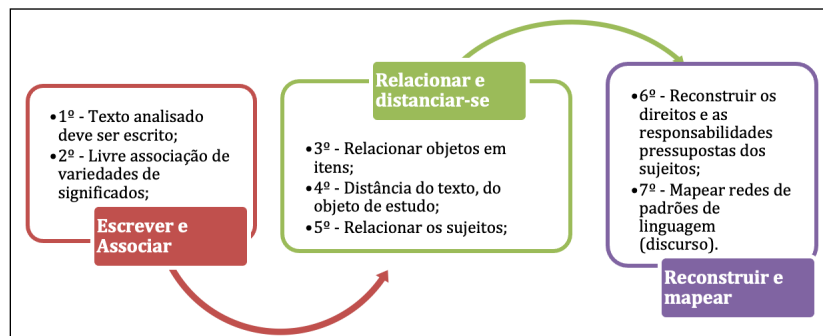 •1º - Texto analisado
deve ser escrito;
•2º - Livre associação de
variedades de
significados;
Escrever e
Associar
Relacionar e
distanciar-se
•3º - Relacionar objetos em
itens;
•4º - Distância do texto, do
objeto de estudo;
•5º - Relacionar os sujeitos;
•6º - Reconstruir os
direitos e as
responsabilidades
pressupostas dos
sujeitos;
•7º - Mapear redes de
padrões de
linguagem
(discurso).
Reconstruir e
mapear